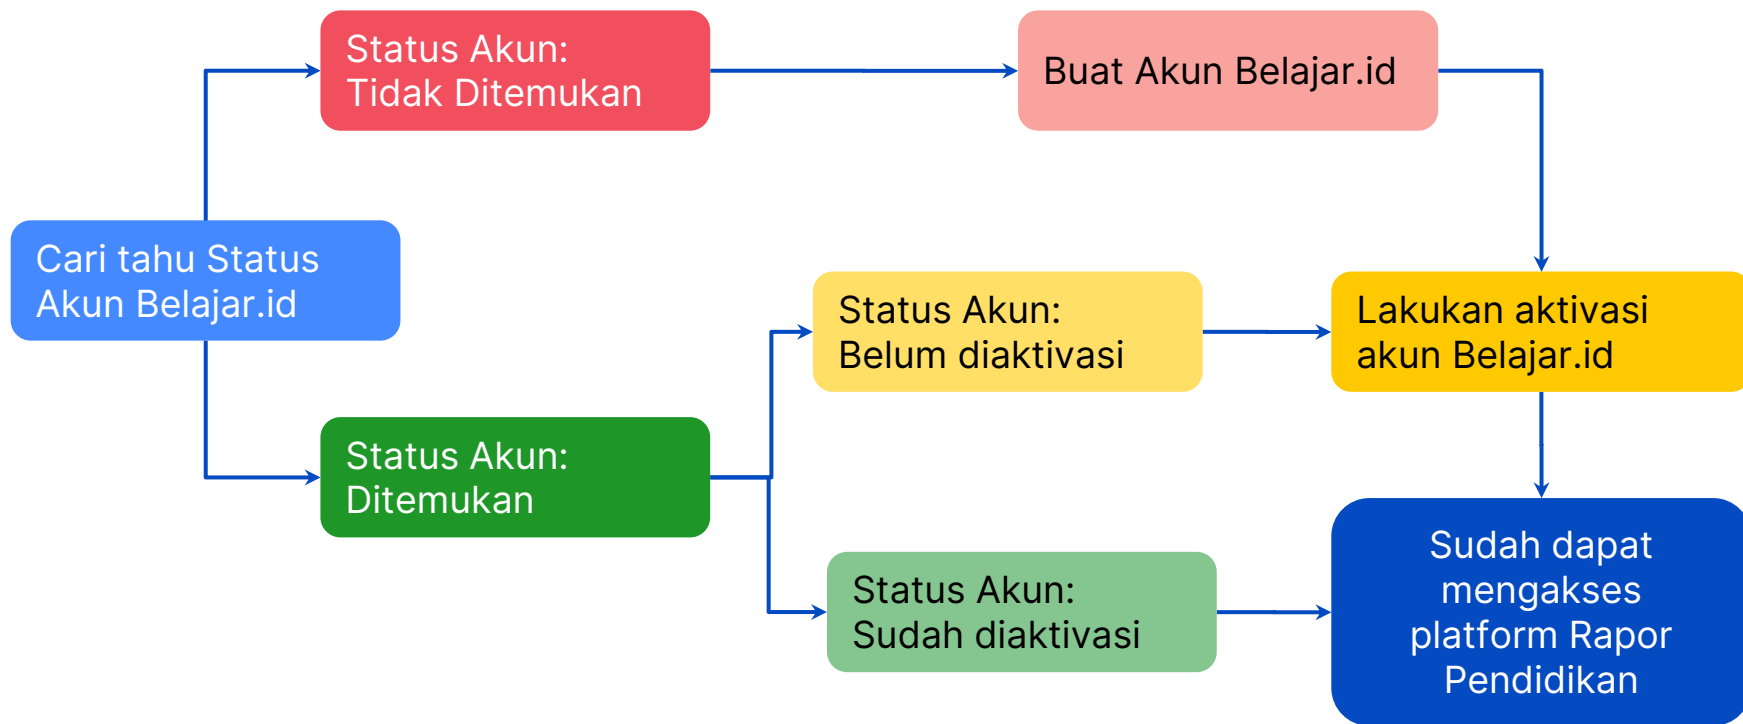 Status Akun:
Tidak Ditemukan
Buat Akun Belajar.id
Cari tahu Status
Akun Belajar.id
Status Akun:
Belum diaktivasi
Lakukan aktivasi
akun Belajar.id
Status Akun:
Ditemukan
Status Akun:
Sudah diaktivasi
Sudah dapat
mengakses
platform Rapor
Pendidikan